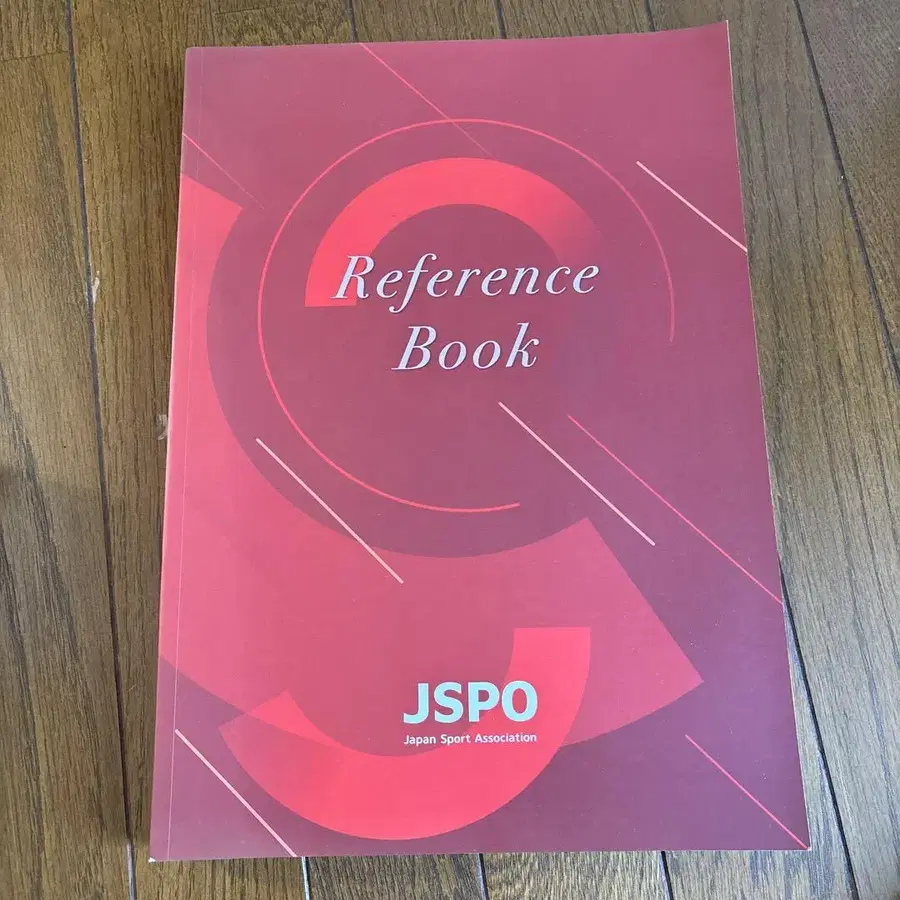 Reference
Book
JSPO
Japan Sport Association